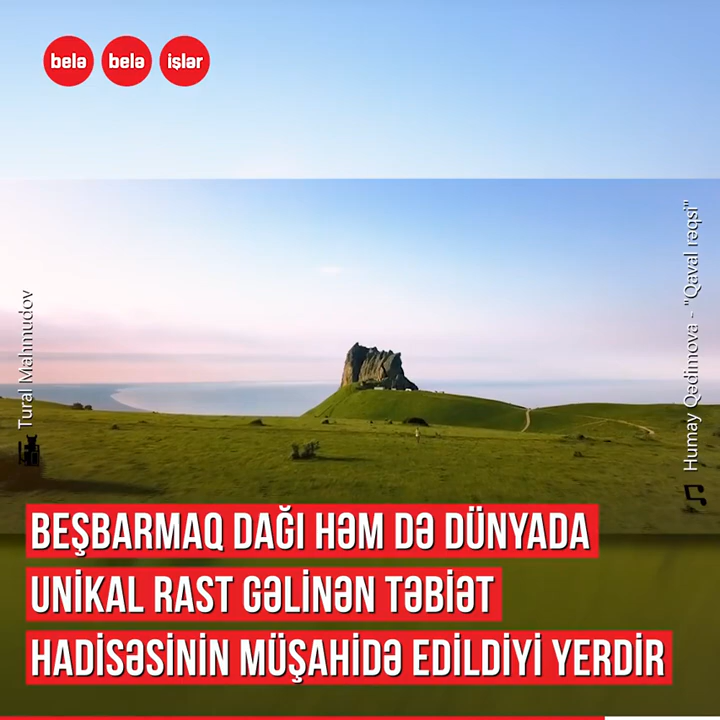 belə belə işlər
Tural Mahmudov
Humay Qədimova - "Qaval rəqsi"
BEŞBARMAQ DAĞI HƏM DƏ DÜNYADA
UNİKAL RAST GƏLİNƏN TƏBİƏT
HADİSƏSİNİN MÜŞAHİDƏ EDİLDİYİ YERDİR